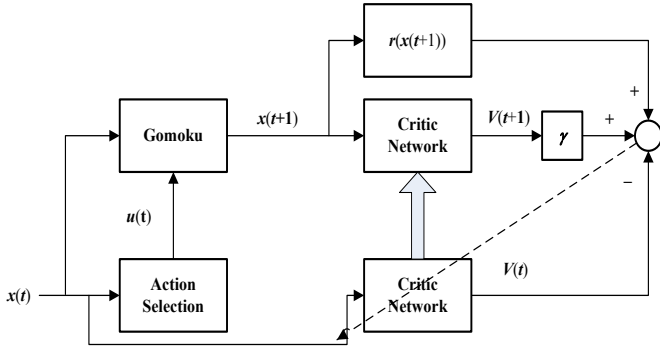 r(x(t+1))
+
Gomoku
x(t+1)
Critic
Network
V(t+1)
γ
+
−
u(t)
x(t)
Action
Selection
Critic
Network
V(t)